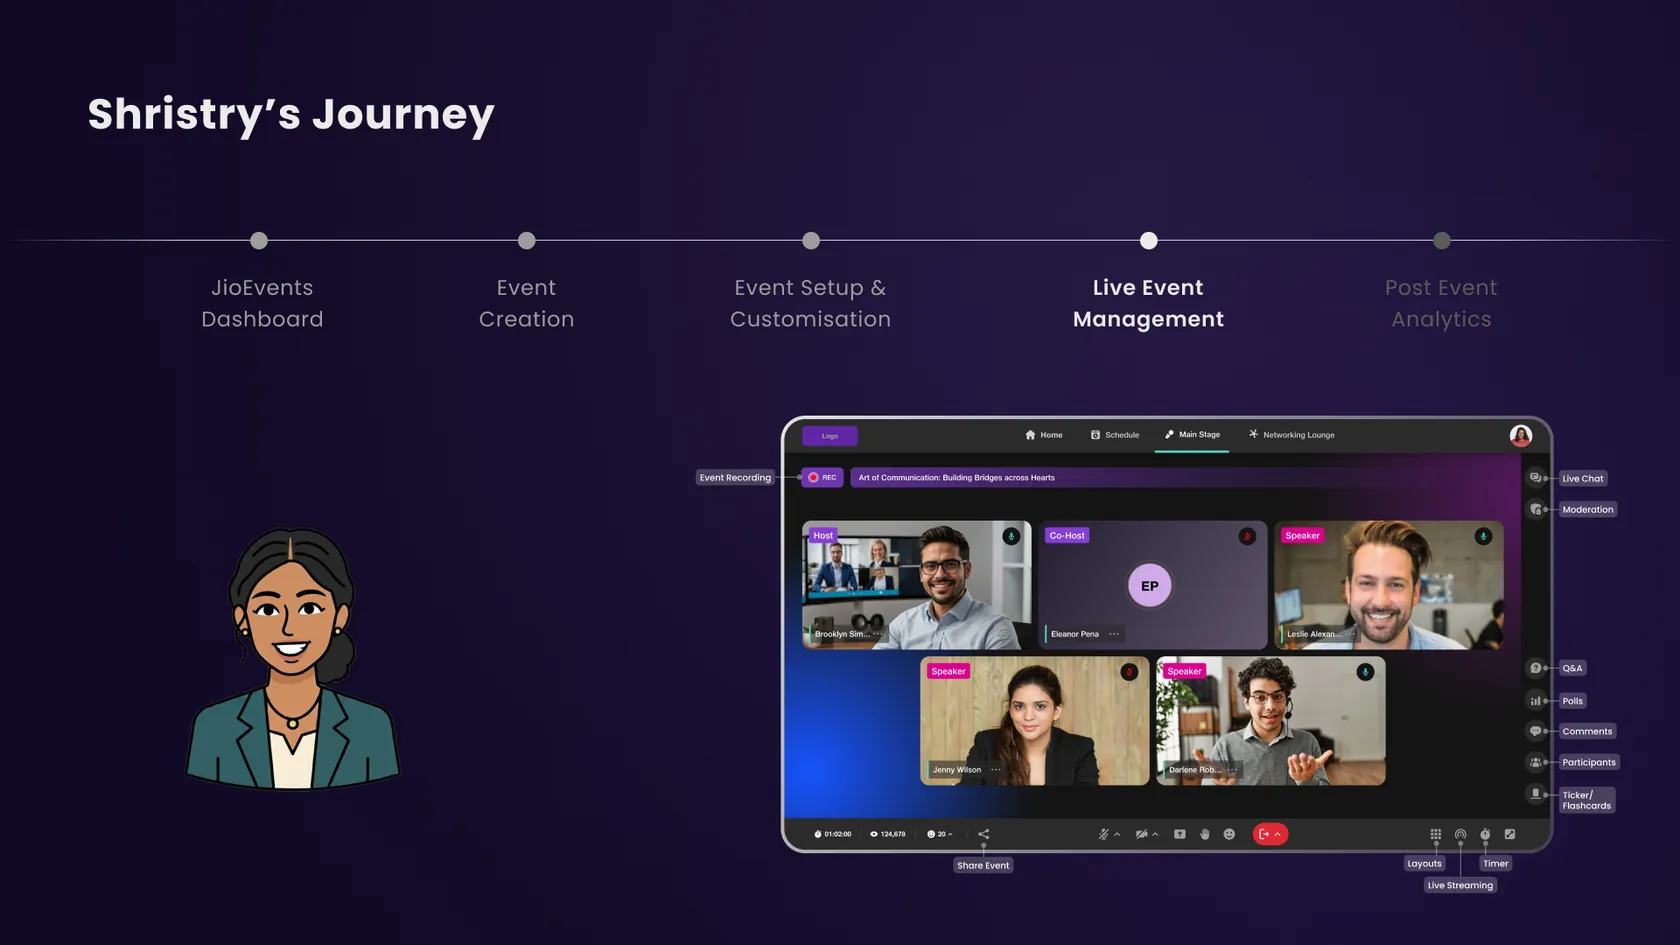 Shristry’s Journey
JioEvents
Dashboard
Event
Creation
Event Setup &
Customisation
Live Event
Management
Post Event
Analytics
Logo
Home
Schedule
Main Stage
Networking Lounge
Event Recording
REC
Art of Communication: Building Bridges across Hearts
Live Chat
Moderation
Host
Co-Host
Speaker
EP
Brooklyn Sim...
Eleanor Pena
Leslie Alexan...
Speaker
Speaker
Jenny Wilson
Darlene Rob...
Q&A
Polls
Comments
Participants
Ticker/
Flashcards
01:02:00
124,678
20
Share Event
Layouts
Timer
Live Streaming